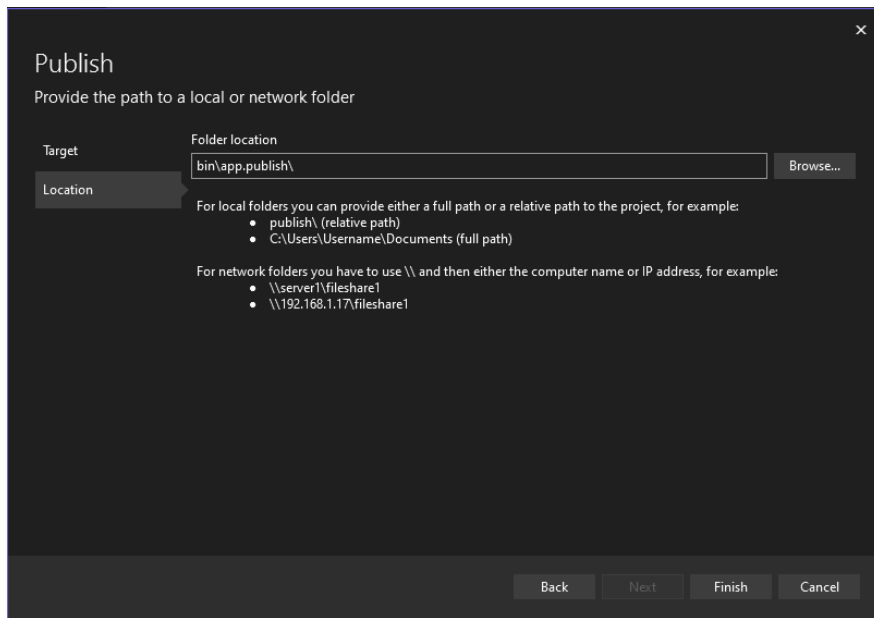 Publish
Provide the path to a local or network folder
Target
Location
Folder location
bin\app.publish\
Browse...
For local folders you can provide either a full path or a relative path to the project, for example:
● publish\ (relative path)
● C:\Users\Username\Documents (full path)
For network folders you have to use \\ and then either the computer name or IP address, for example:
● \\server1\fileshare1
● \\192.168.1.17\fileshare1
Back
Next
Finish
Cancel